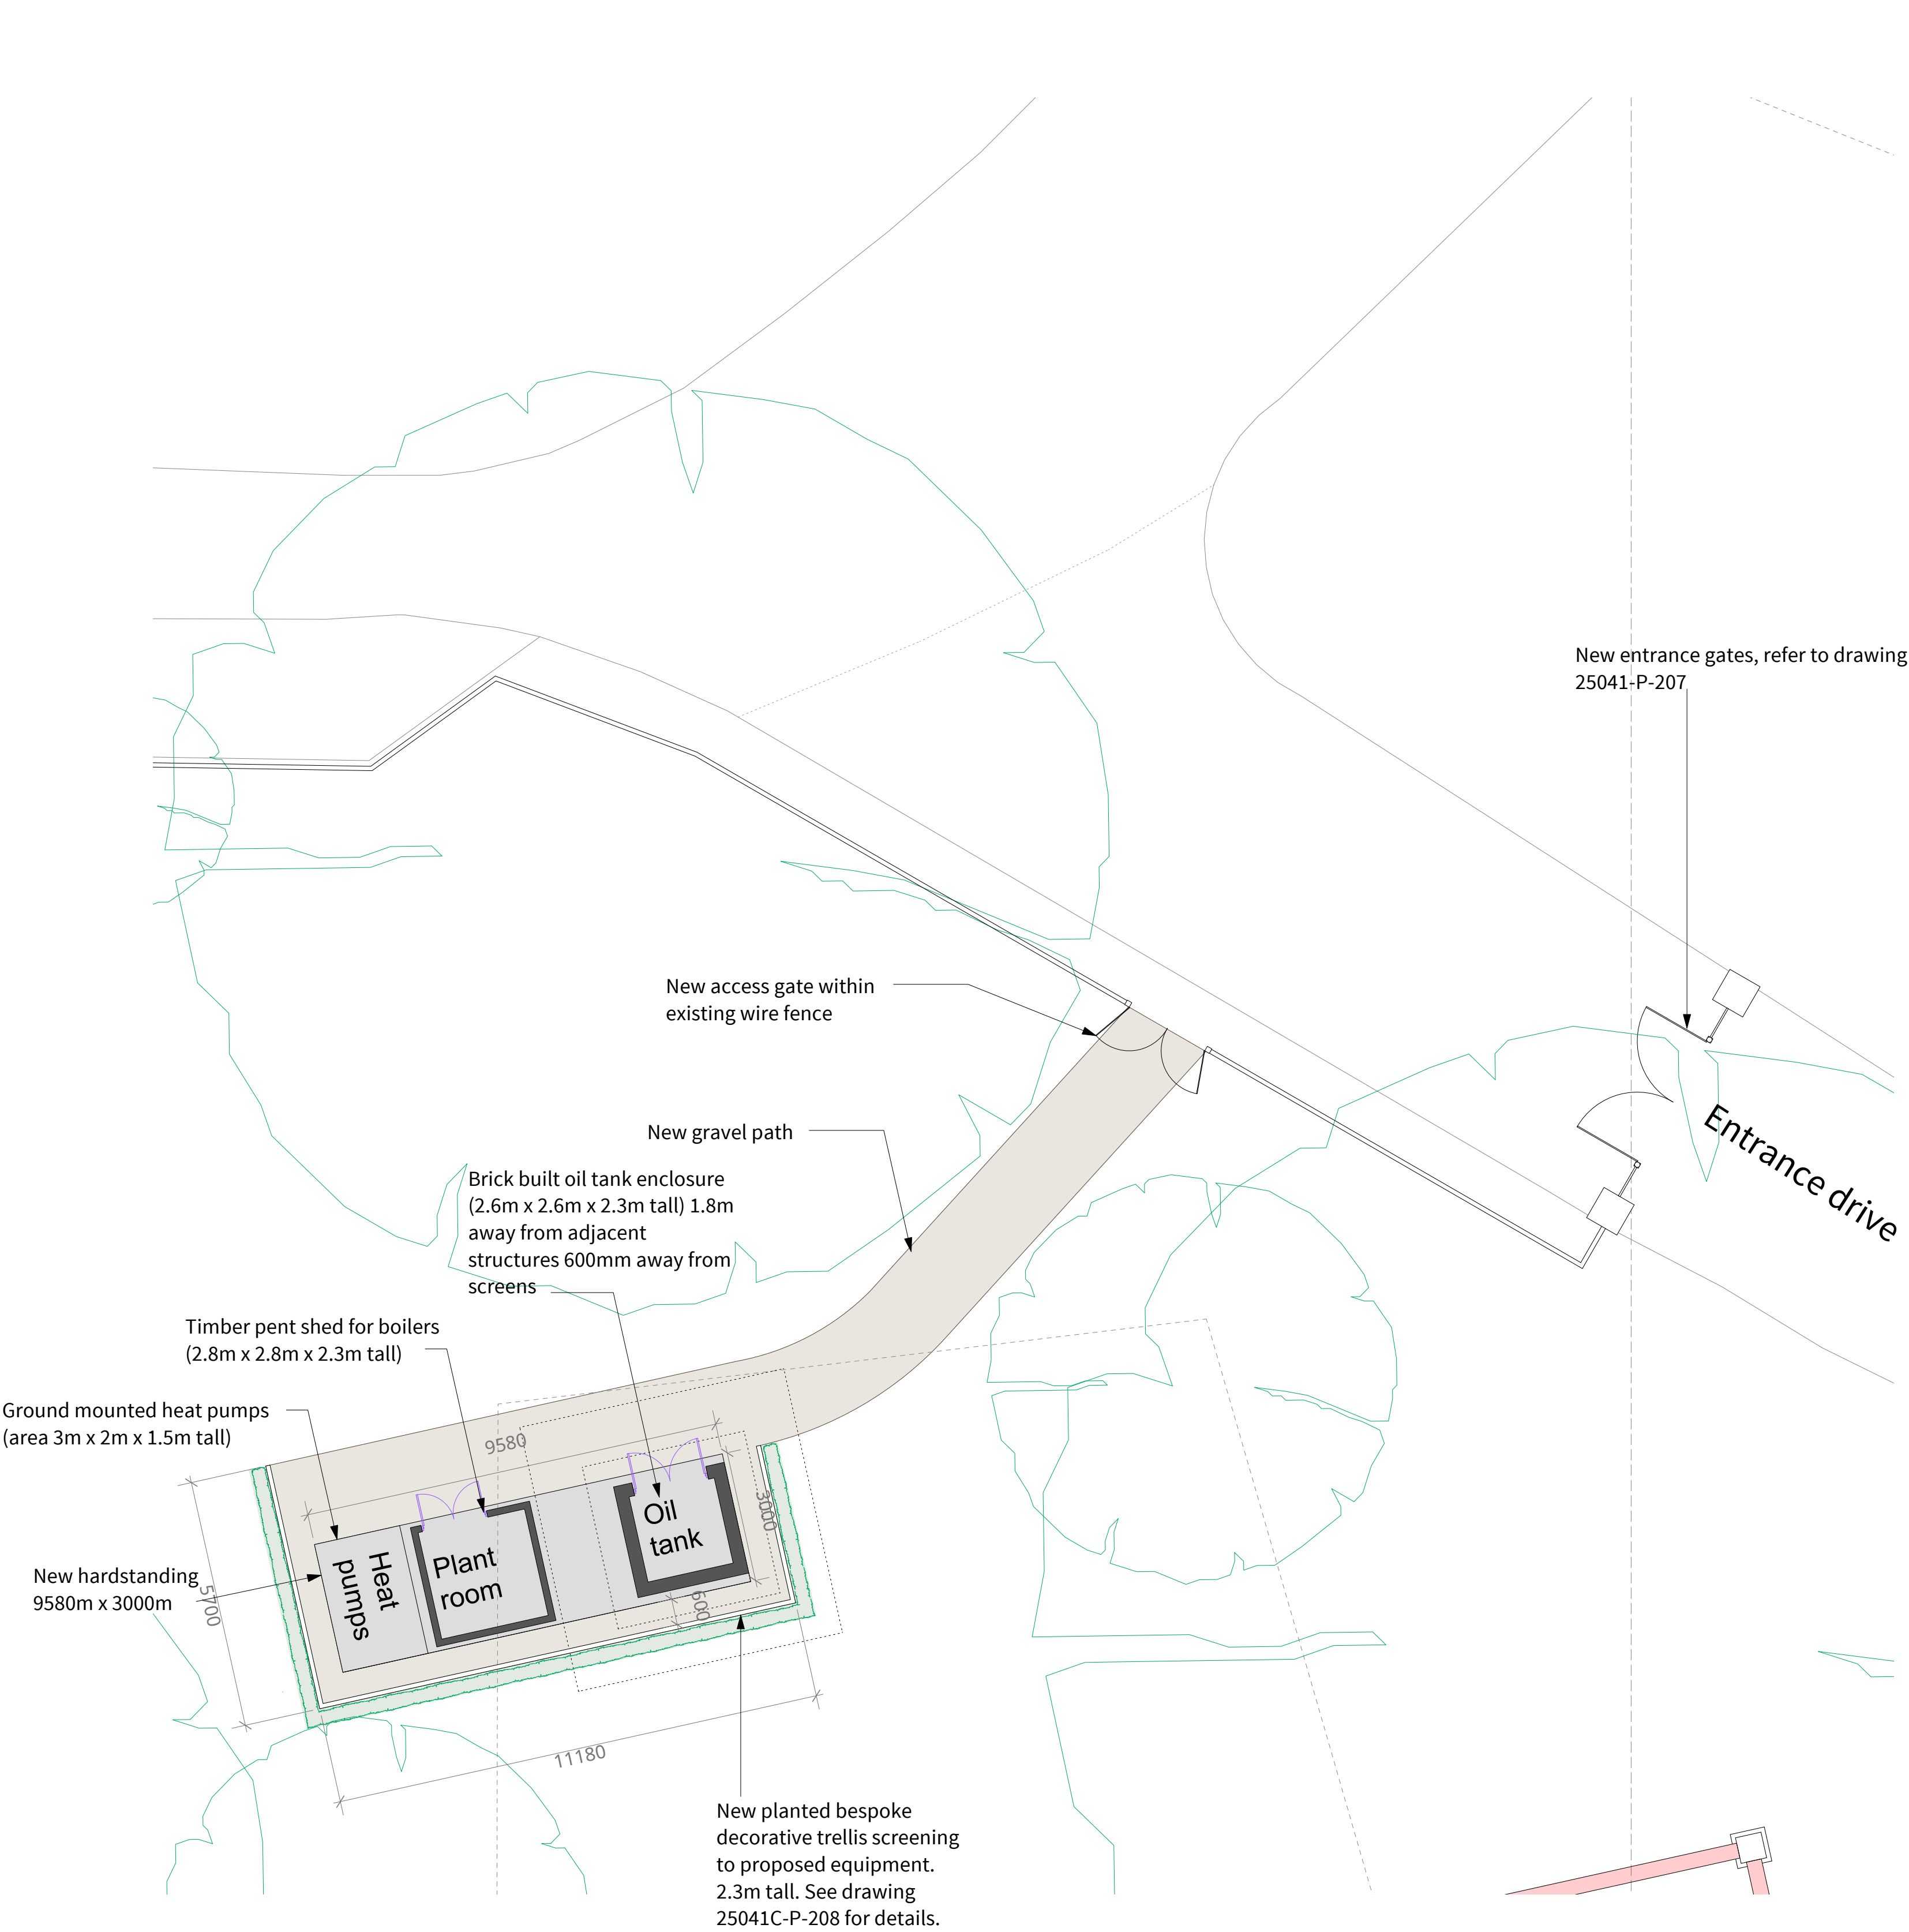 New entrance gates, refer to drawing
25041-P-207
New access gate within
existing wire fence
Entrance drive
New gravel path
Brick built oil tank enclosure
(2.6m x 2.6m x 2.3m tall) 1.8m
away from adjacent
structures 600mm away from
screens
Timber pent shed for boilers
(2.8m x 2.8m x 2.3m tall)
Ground mounted heat pumps
(area 3m x 2m x 1.5m tall)
9580
3000
Oil
tank
Plant
room
Heat
pumps
New hardstanding
9580m x 3000m
5700
600
11180
New planted bespoke
decorative trellis screening
to proposed equipment.
2.3m tall. See drawing
25041C-P-208 for details.